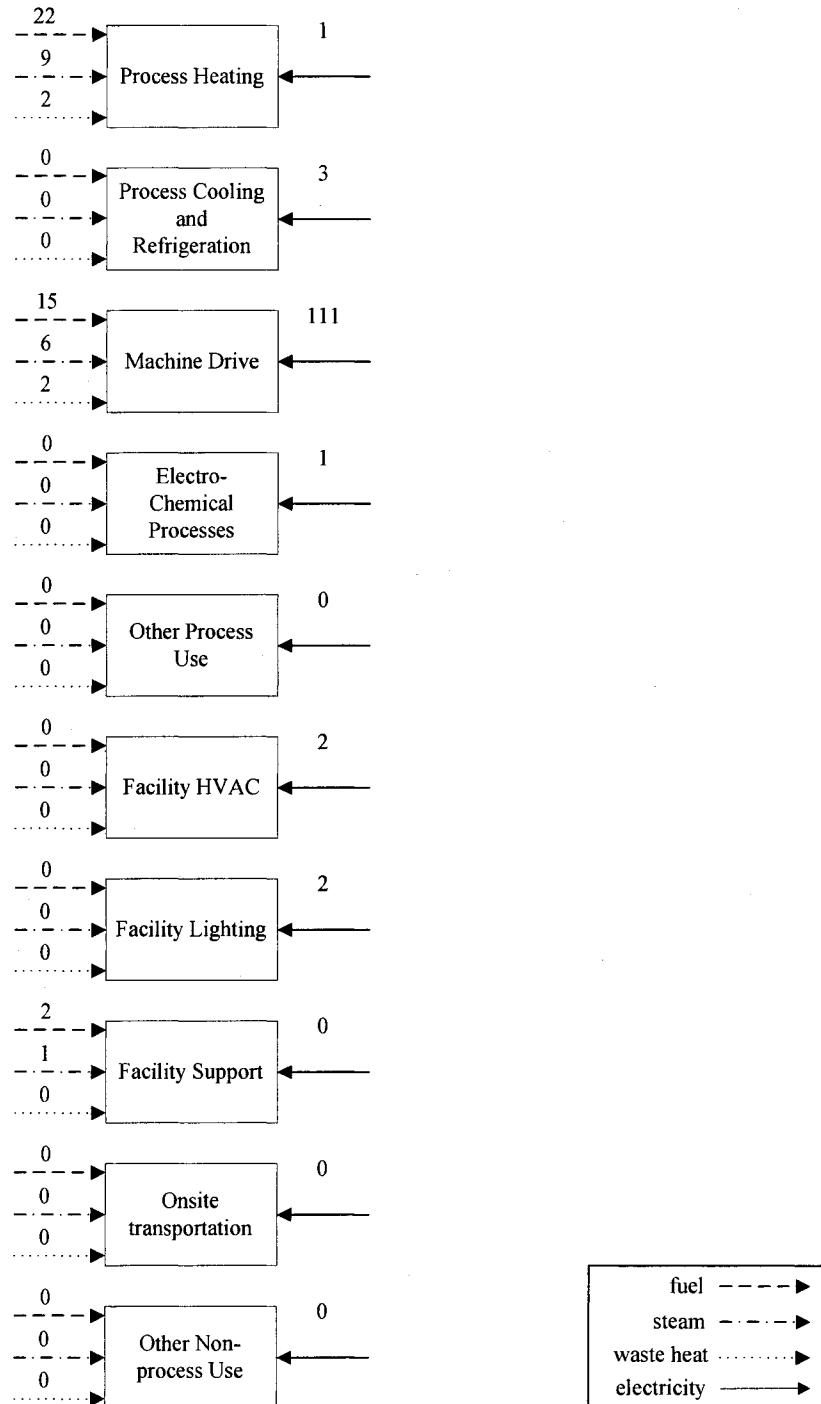 22
1
9
Process Heating
2
0
3
Process Cooling
0
and
0
Refrigeration
15
111
6
Machine Drive
2
0
1
Electro-
0
Chemical
0
Processes
0
0
Other Process
0
Use
0
0
2
0
Facility HVAC
0
0
2
0
Facility Lighting
0
2
0
1
Facility Support
0
0
0
Onsite
0
transportation
0
0
0
Other Non-
0
process Use
0
fuel
steam
waste heat
electricity